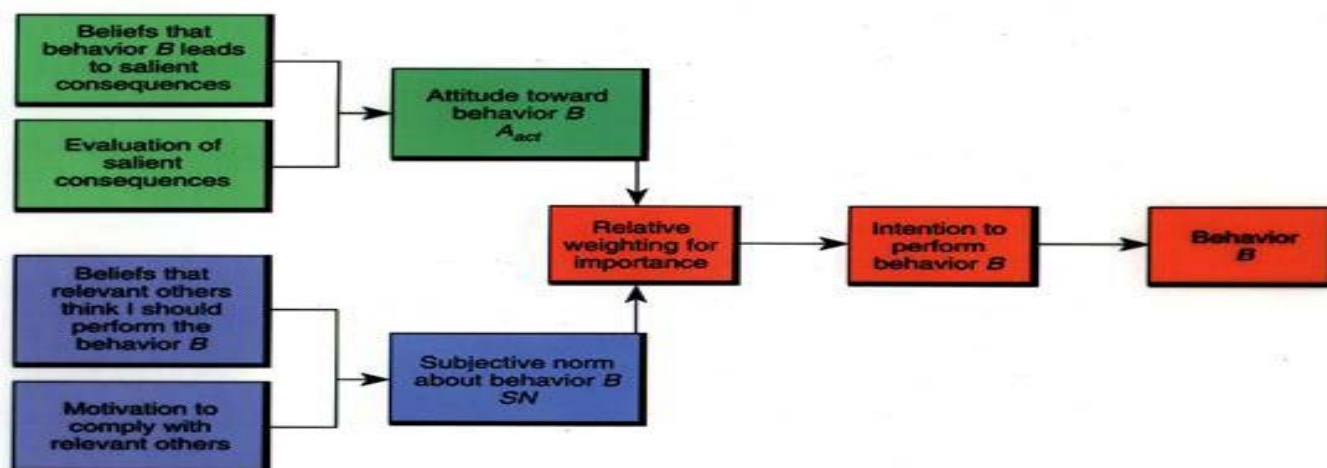 Beliefs that
behavior B leads
to salient
consequences
Evaluation of
salient
consequences
Attitude toward
behavior B
Aact
Relative
weighting for
importance
Intention to
perform
behavior B
Behavior
B
Beliefs that
relevant others
think I should
perform the
behavior B
Motivation to
comply with
relevant others
Subjective norm
about behavior B
SN